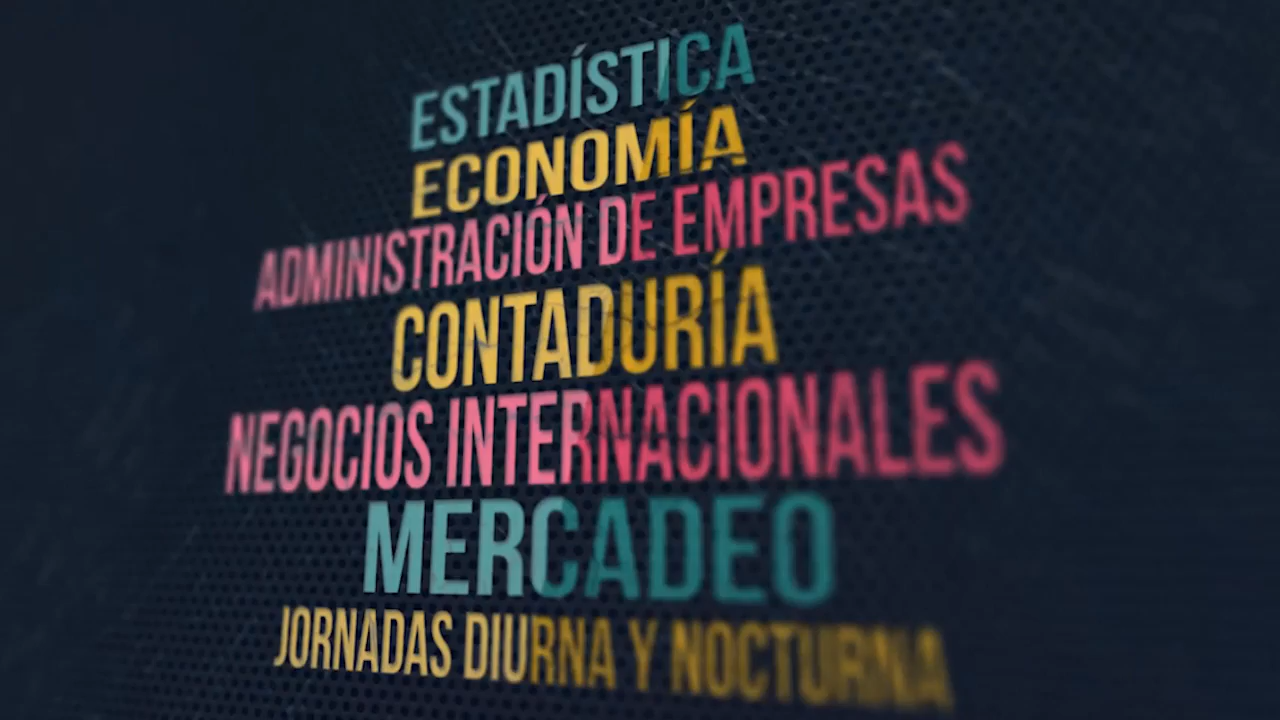 ESTADÍSTICA
ECONOMÍA
ADMINISTRACIÓN DE EMPRESAS
CONTADURÍA
NEGOCIOS INTERNACIONALES
MERCADEO
JORNADAS DIURNA Y NOCTURNA